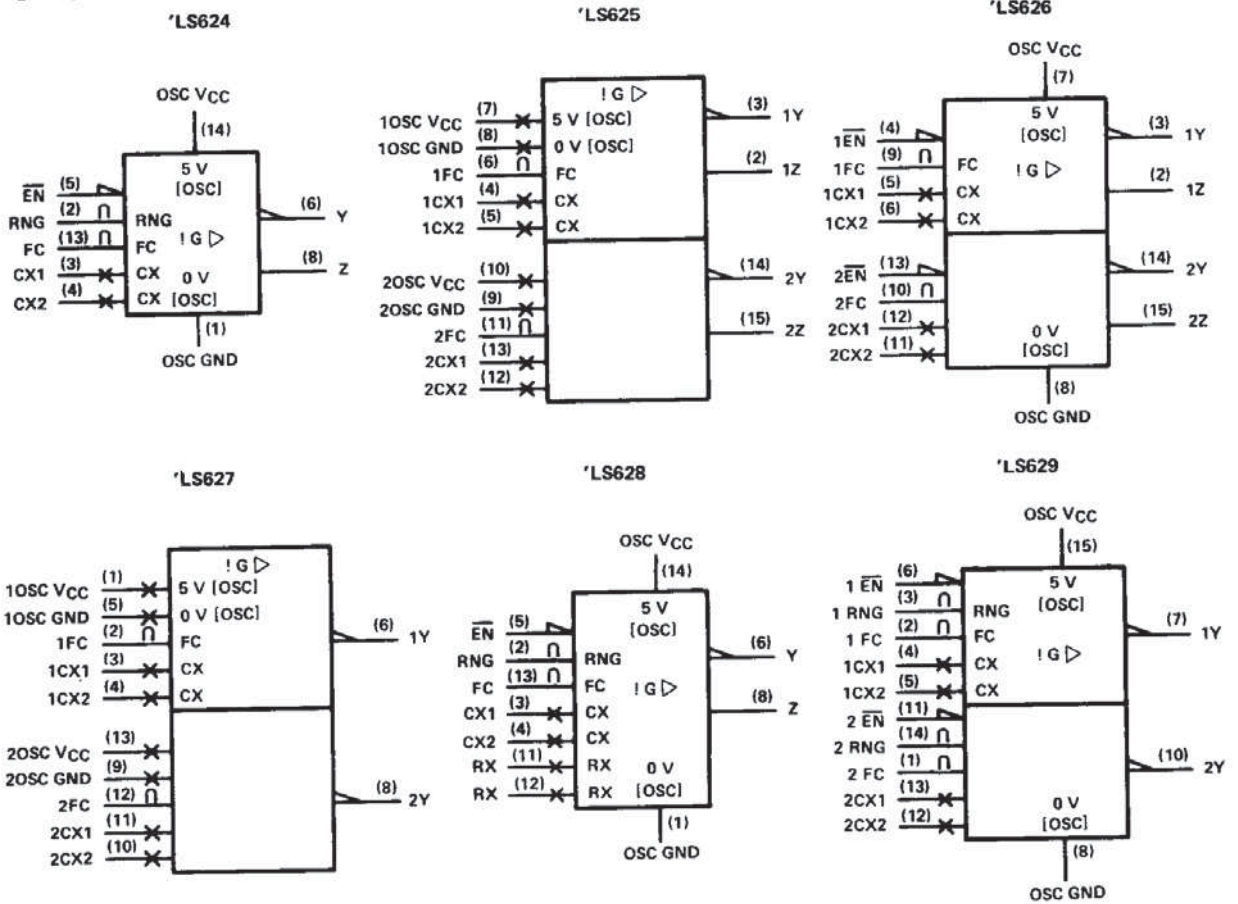 'LS624
OSC VCC
(14)
5 V
[OSC]
EN (5)
RNG (2) RNG
FC (13) FC
! G
CX1 (3) CX
CX2 (4) CX
0 V
[OSC]
(6) Y
(8) Z
(1)
OSC GND
'LS625
! G
1OSC VCC (7) 5 V [OSC]
1OSC GND (8) 0 V [OSC]
1FC (6) FC
1CX1 (4) CX
1CX2 (5) CX
(3) 1Y
(2) 1Z
2OSC VCC (10)
2OSC GND (9)
2FC (11)
2CX1 (13)
2CX2 (12)
(14) 2Y
(15) 2Z
'LS626
OSC VCC
(7)
5 V
[OSC]
1EN (4)
1FC (9) FC
! G
1CX1 (5) CX
1CX2 (6) CX
(3) 1Y
(2) 1Z
2EN (13)
2FC (10)
2CX1 (12)
2CX2 (11)
(14) 2Y
(15) 2Z
0 V
[OSC]
(8)
OSC GND
'LS627
! G
1OSC VCC (1) 5 V [OSC]
1OSC GND (5) 0 V [OSC]
1FC (2) FC
1CX1 (3) CX
1CX2 (4) CX
(6) 1Y
2OSC VCC (13)
2OSC GND (9)
2FC (12)
2CX1 (11)
2CX2 (10)
(8) 2Y
'LS628
OSC VCC
(14)
5 V
[OSC]
EN (5)
RNG (2) RNG
FC (13) FC
! G
CX1 (3) CX
CX2 (4) CX
RX (11) RX
RX (12) RX
0 V
[OSC]
(6) Y
(8) Z
(1)
OSC GND
'LS629
OSC VCC
(15)
5 V
[OSC]
1 EN (6)
1 RNG (3) RNG
1 FC (2) FC
! G
1CX1 (4) CX
1CX2 (5) CX
(7) 1Y
2 EN (11)
2 RNG (14)
2 FC (1)
2CX1 (13)
2CX2 (12)
(10) 2Y
0 V
[OSC]
(8)
OSC GND